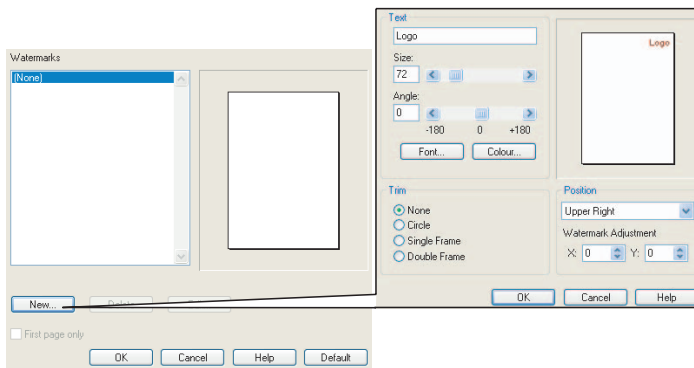 Watermarks
(None)
New...
Delete
First page only
OK Cancel Help Default
Text
Logo
Size:
72
Angle:
0
-180 0 +180
Font... Colour...
Logo
Trim
None
Circle
Single Frame
Double Frame
Position
Upper Right
Watermark Adjustment
X: 0 Y: 0
OK Cancel Help